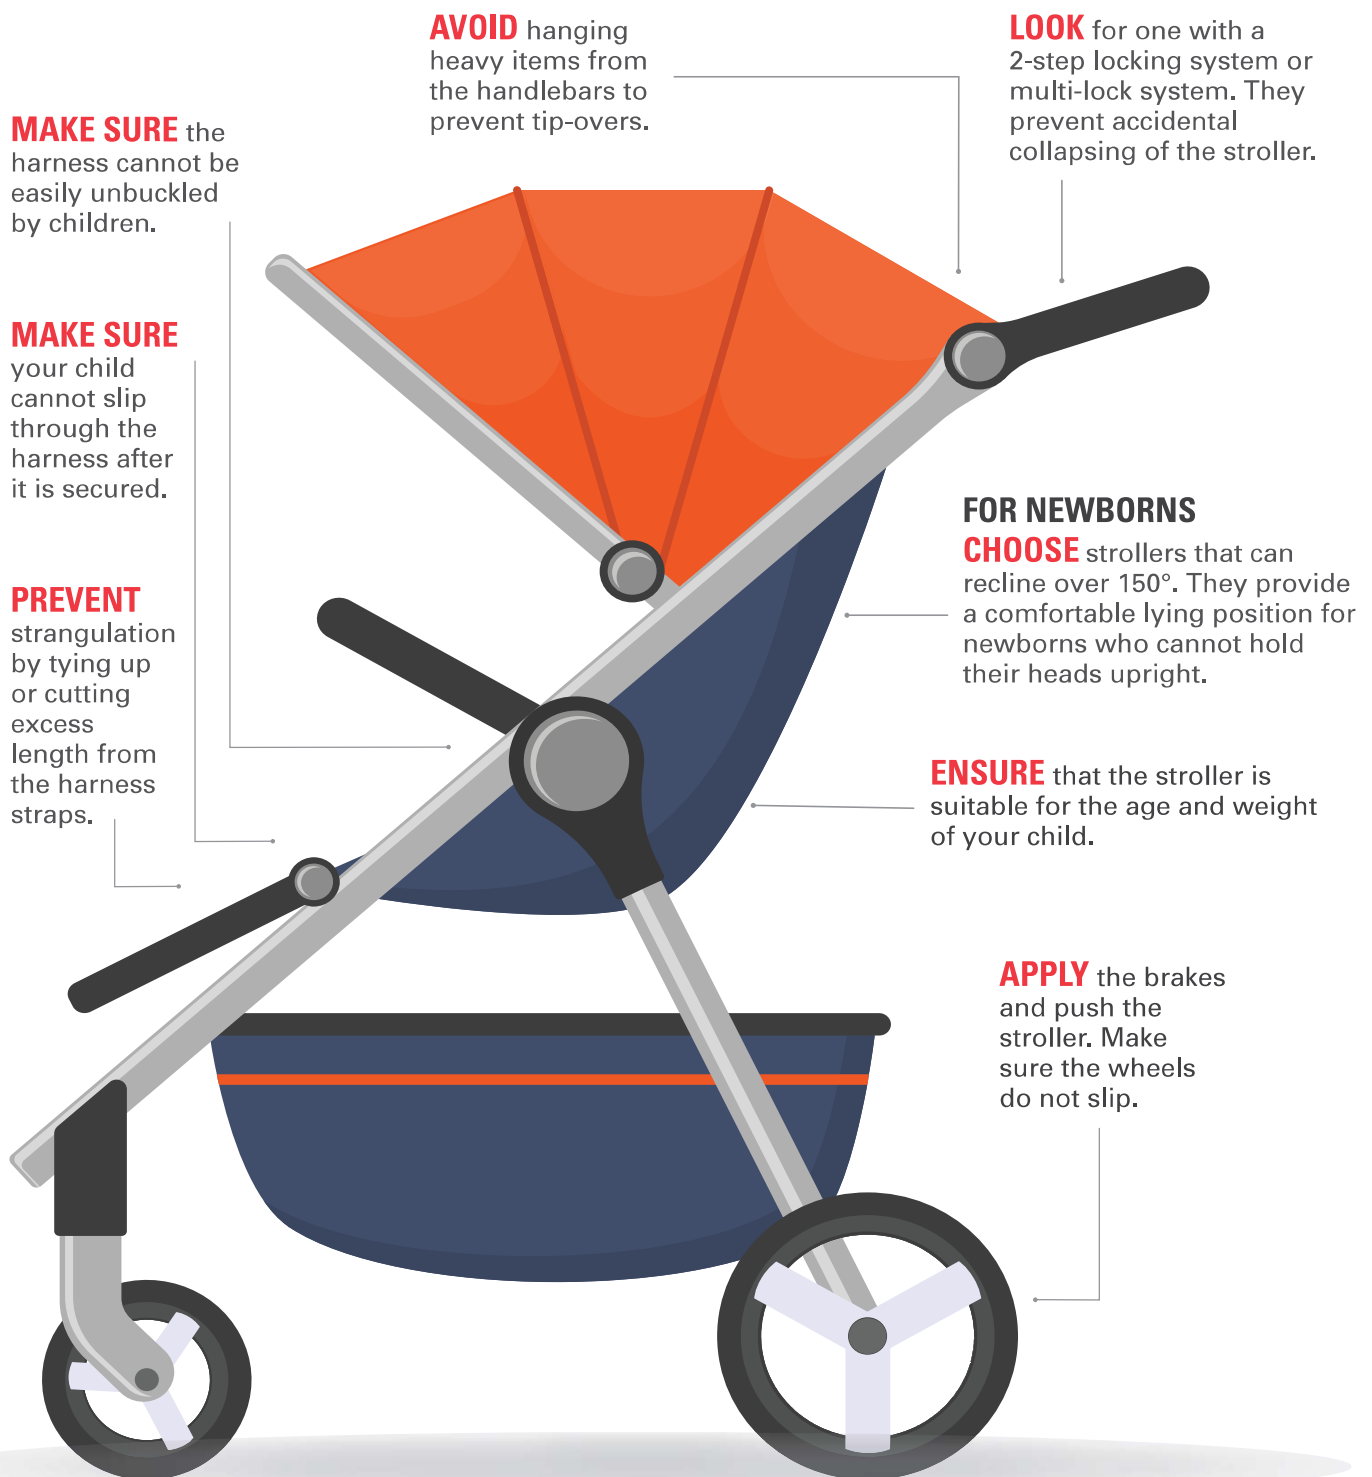 AVOID hanging
heavy items from
the handlebars to
prevent tip-overs.
LOOK for one with a
2-step locking system or
multi-lock system. They
prevent accidental
collapsing of the stroller.
MAKE SURE the
harness cannot be
easily unbuckled
by children.
MAKE SURE
your child
cannot slip
through the
harness after
it is secured.
PREVENT
strangulation
by tying up
or cutting
excess
length from
the harness
straps.
FOR NEWBORNS
CHOOSE strollers that can
recline over 150°. They provide
a comfortable lying position for
newborns who cannot hold
their heads upright.
ENSURE that the stroller is
suitable for the age and weight
of your child.
APPLY the brakes
and push the
stroller. Make
sure the wheels
do not slip.